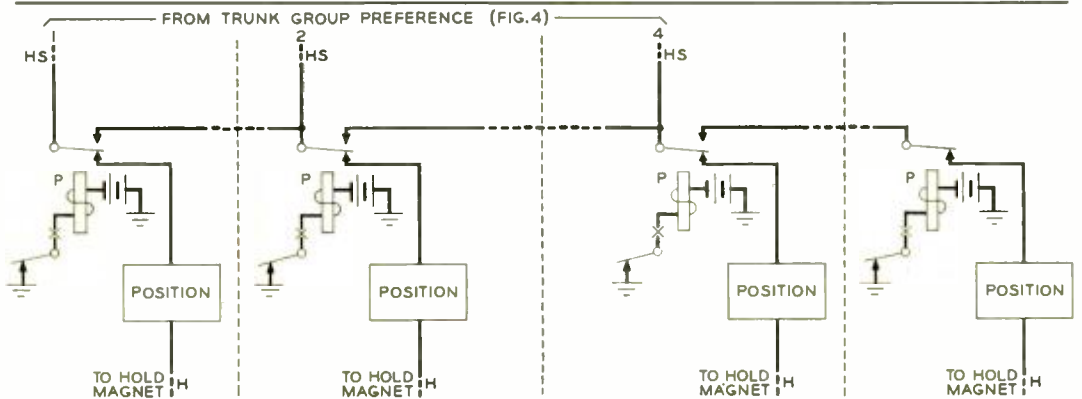 FROM TRUNK GROUP PREFERENCE (FIG.4)
1 2 4
HS HS HS
P P P P
POSITION POSITION POSITION POSITION
TO HOLD MAGNET H TO HOLD MAGNET H TO HOLD MAGNET H TO HOLD MAGNET H